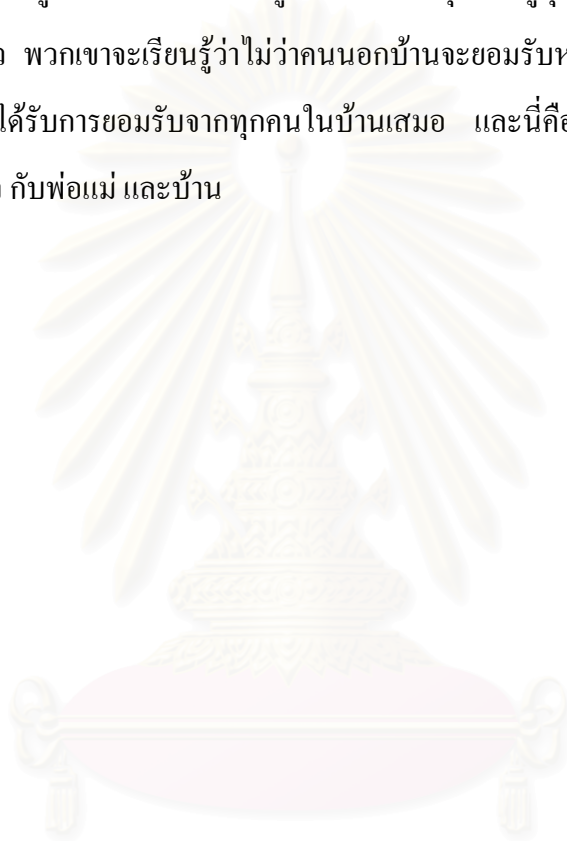 พวกเขาจะเรียนรู้ว่าไม่ว่าคนนอกบ้านจะยอมรับ
ได้รับการยอมรับจากทุกคนในบ้านเสมอ และนี่คือ
กับพ่อแม่ และบ้าน